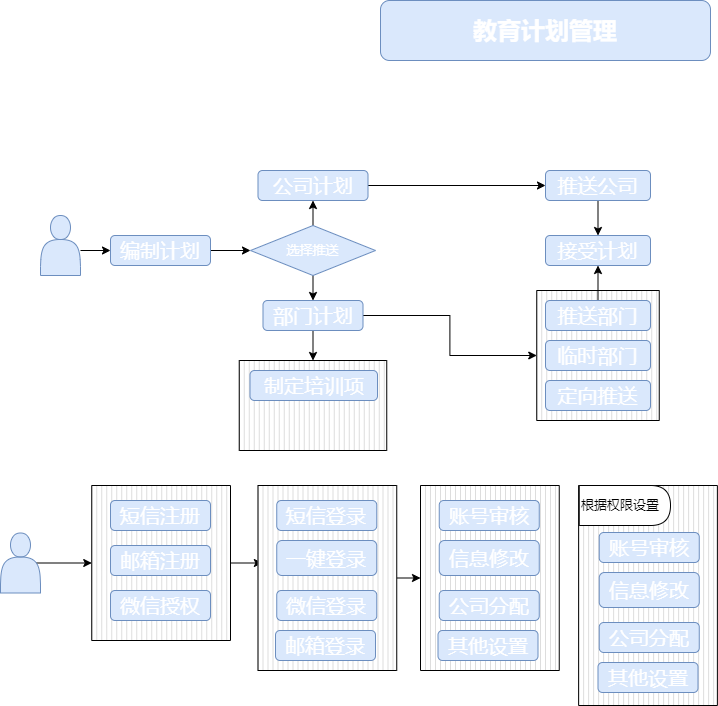 教育计划管理
公司计划
推送公司
编制计划
选择推送
接受计划
部门计划
推送部门
临时部门
制定培训项
定向推送
短信注册
邮箱注册
微信授权
短信登录
一键登录
微信登录
邮箱登录
账号审核
信息修改
公司分配
其他设置
根据权限设置
账号审核
信息修改
公司分配
其他设置